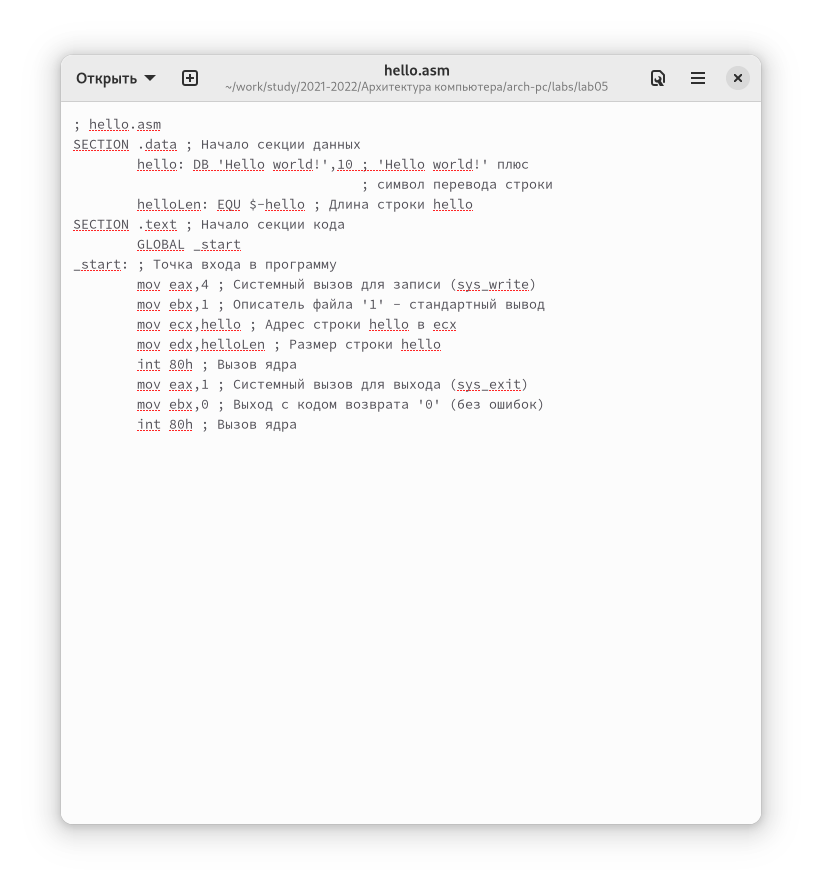 Открыть
hello.asm
~/work/study/2021-2022/Архитектура компьютера/arch-pc/labs/lab05
; hello.asm
SECTION .data ; Начало секции данных
hello: DB 'Hello world!',10 ; 'Hello world!' плюс
; символ перевода строки
helloLen: EQU $-hello ; Длина строки hello
SECTION .text ; Начало секции кода
GLOBAL _start
_start: ; Точка входа в программу
mov eax,4 ; Системный вызов для записи (sys_write)
mov ebx,1 ; Описатель файла '1' - стандартный вывод
mov ecx,hello ; Адрес строки hello в ecx
mov edx,helloLen ; Размер строки hello
int 80h ; Вызов ядра
mov eax,1 ; Системный вызов для выхода (sys_exit)
mov ebx,0 ; Выход с кодом возврата '0' (без ошибок)
int 80h ; Вызов ядра